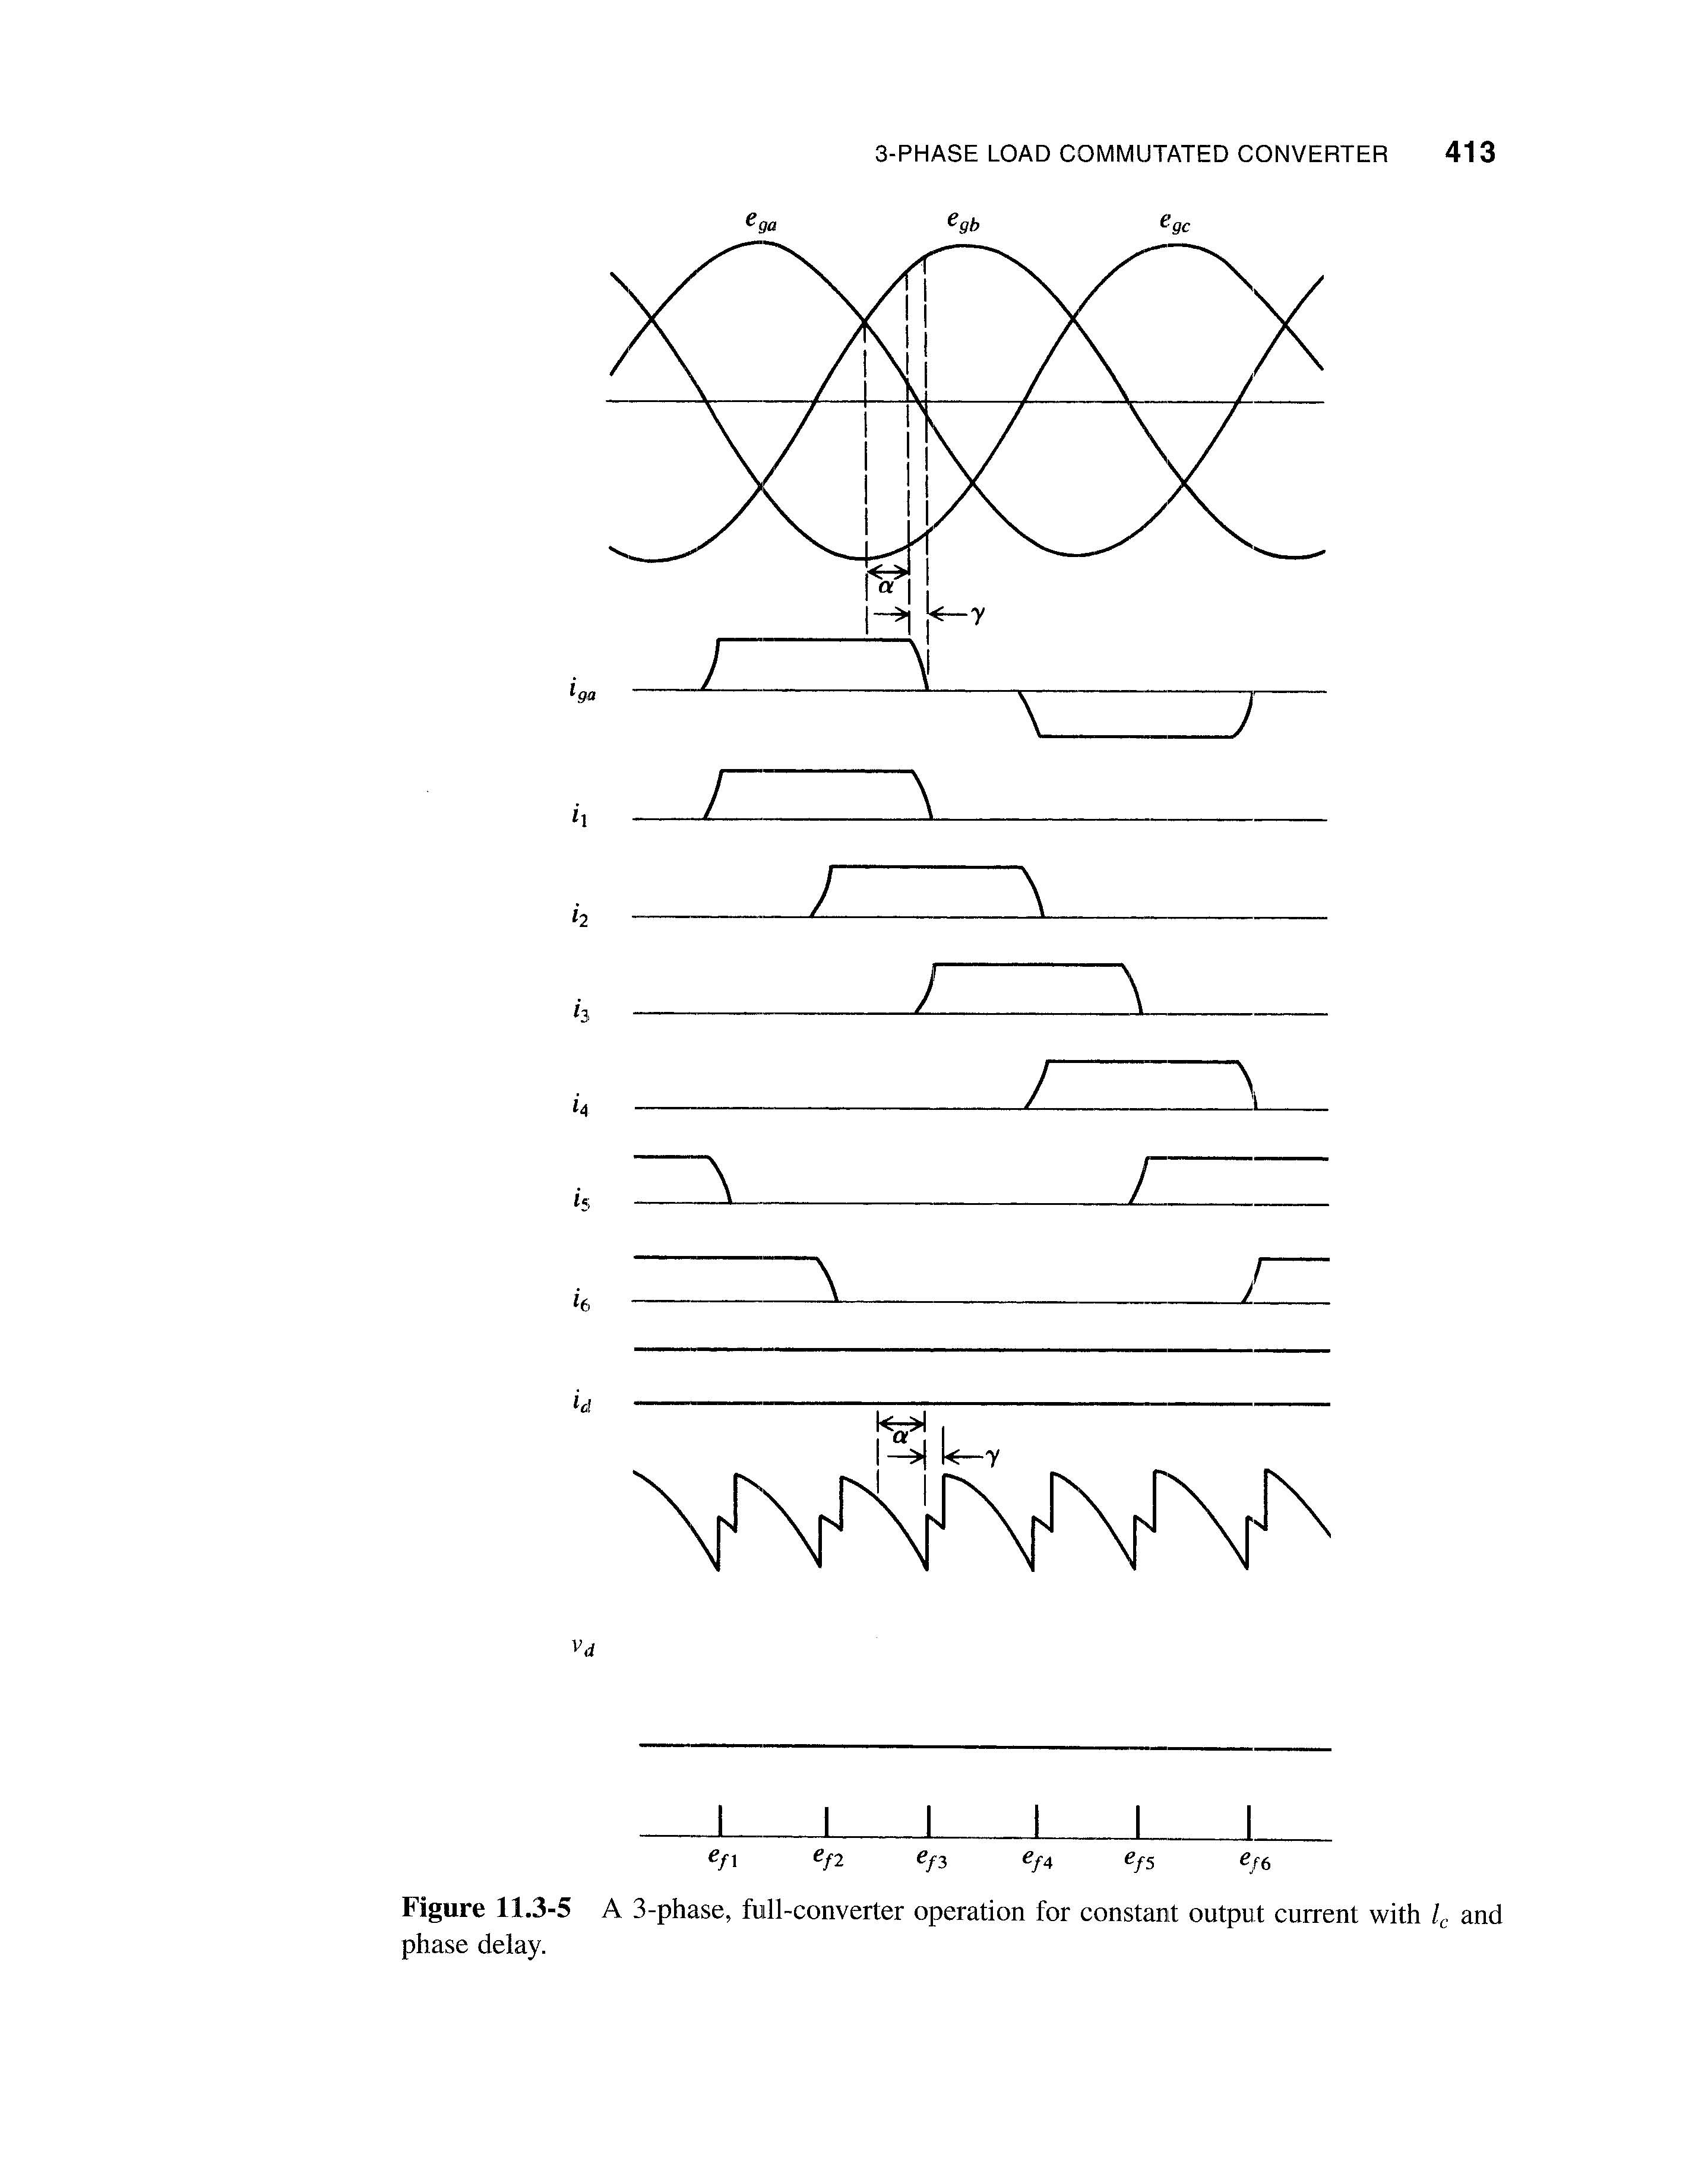 3-PHASE LOAD COMMUTATED CONVERTER 413
e_ga e_gb e_gc
α
γ
i_ga
i_1
i_2
i_3
i_4
i_5
i_6
i_d
α
γ
v_d
e_f1 e_f2 e_f3 e_f4 e_f5 e_f6
Figure 11.3-5 A 3-phase, full-converter operation for constant output current with l_c and
phase delay.